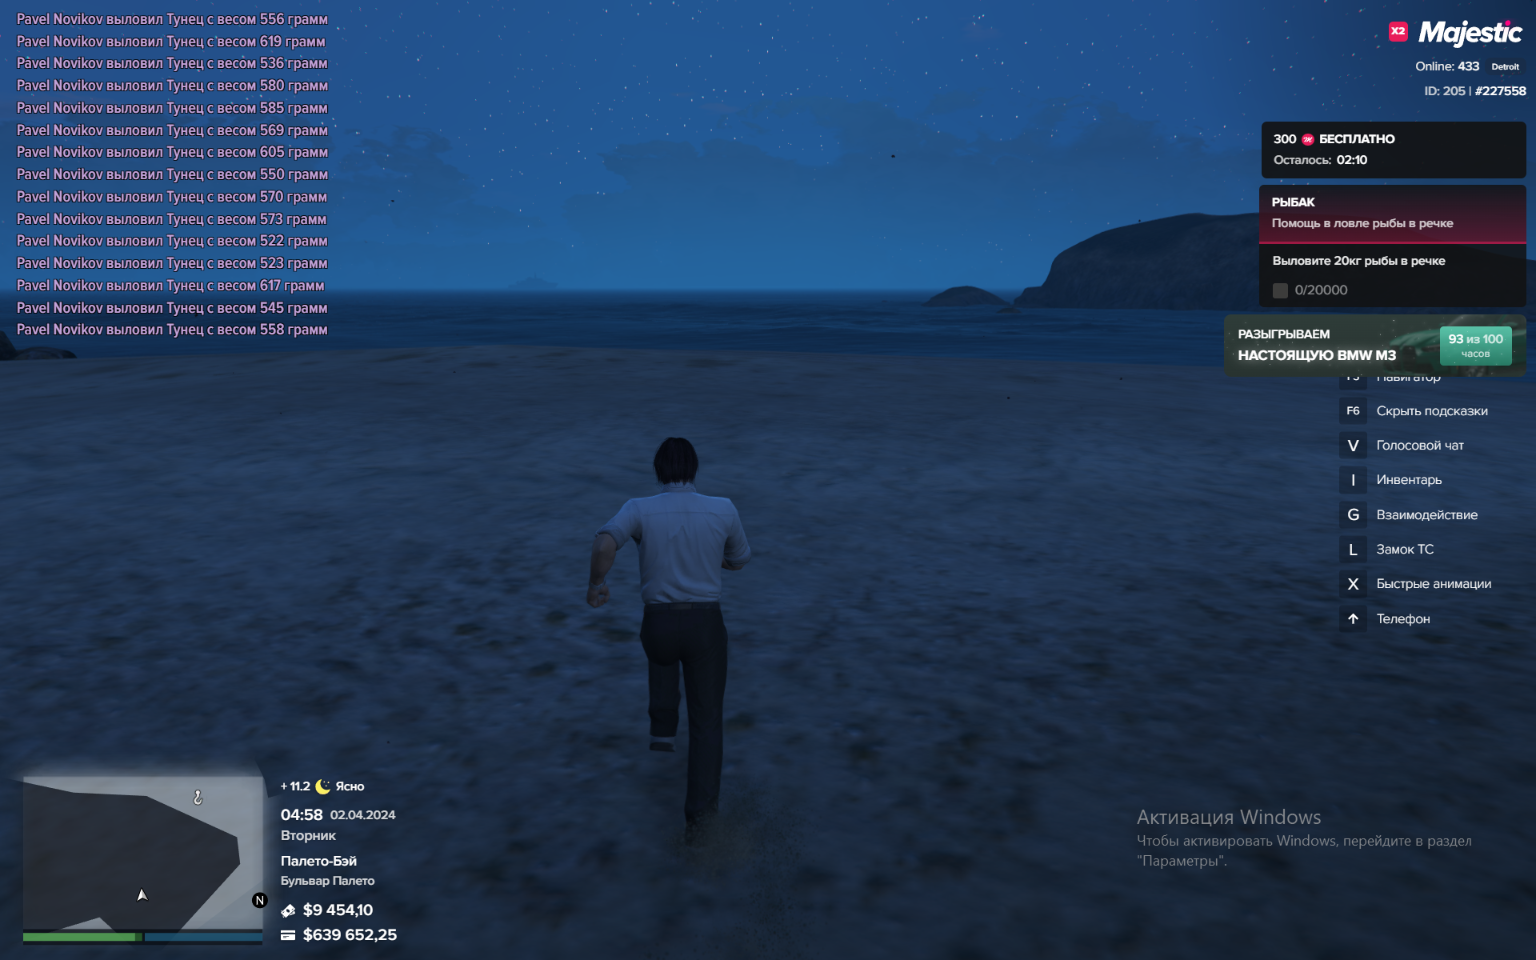 Pavel Novikov выловил Тунец с весом 556 грамм
Pavel Novikov выловил Тунец с весом 619 грамм
Pavel Novikov выловил Тунец с весом 536 грамм
Pavel Novikov выловил Тунец с весом 580 грамм
Pavel Novikov выловил Тунец с весом 585 грамм
Pavel Novikov выловил Тунец с весом 569 грамм
Pavel Novikov выловил Тунец с весом 605 грамм
Pavel Novikov выловил Тунец с весом 550 грамм
Pavel Novikov выловил Тунец с весом 570 грамм
Pavel Novikov выловил Тунец с весом 573 грамм
Pavel Novikov выловил Тунец с весом 522 грамм
Pavel Novikov выловил Тунец с весом 523 грамм
Pavel Novikov выловил Тунец с весом 617 грамм
Pavel Novikov выловил Тунец с весом 545 грамм
Pavel Novikov выловил Тунец с весом 558 грамм
X2 Majestic
Online: 433 Detroit
ID: 205 | #227558
300 БЕСПЛАТНО
Осталось: 02:10
РЫБАК
Помощь в ловле рыбы в речке
Выловите 20кг рыбы в речке
0/20000
РАЗЫГРЫВАЕМ
НАСТОЯЩУЮ BMW M3
93 из 100
часов
Навигатор
F6 Скрыть подсказки
V Голосовой чат
I Инвентарь
G Взаимодействие
L Замок ТС
X Быстрые анимации
Телефон
+ 11.2 Ясно
04:58 02.04.2024
Вторник
Палето-Бэй
Бульвар Палето
N
$9 454,10
$639 652,25
Активация Windows
Чтобы активировать Windows, перейдите в раздел
"Параметры".